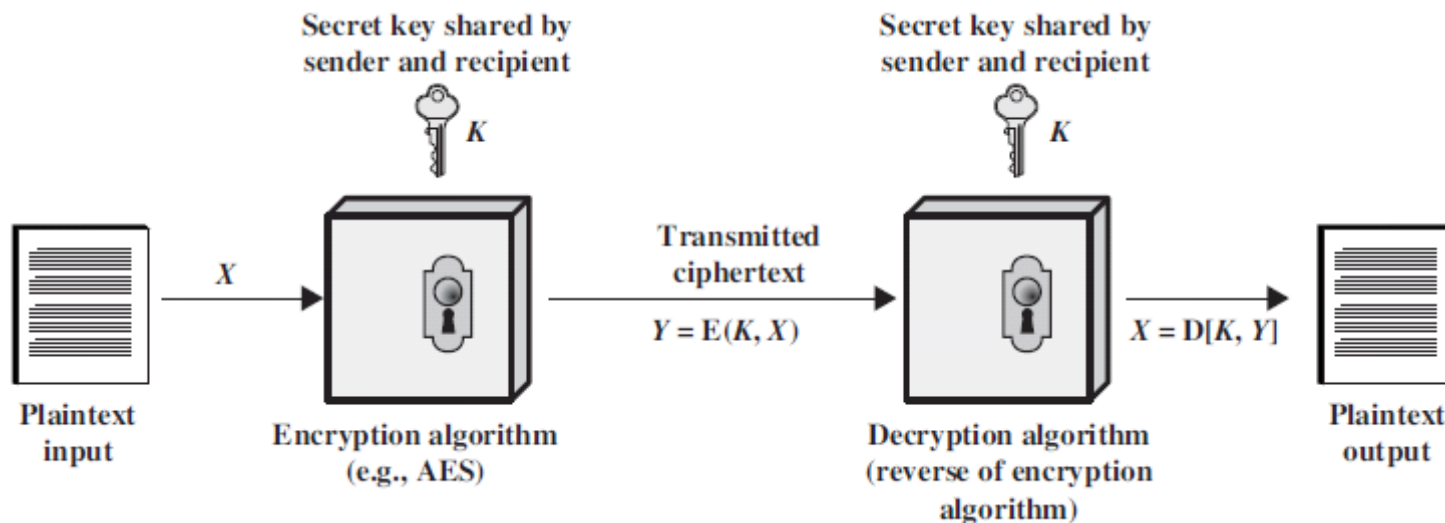 Secret key shared by
sender and recipient
K
Secret key shared by
sender and recipient
K
X
Transmitted
ciphertext
Y = E(K, X)
X = D[K, Y]
Plaintext
input
Encryption algorithm
(e.g., AES)
Decryption algorithm
(reverse of encryption
algorithm)
Plaintext
output